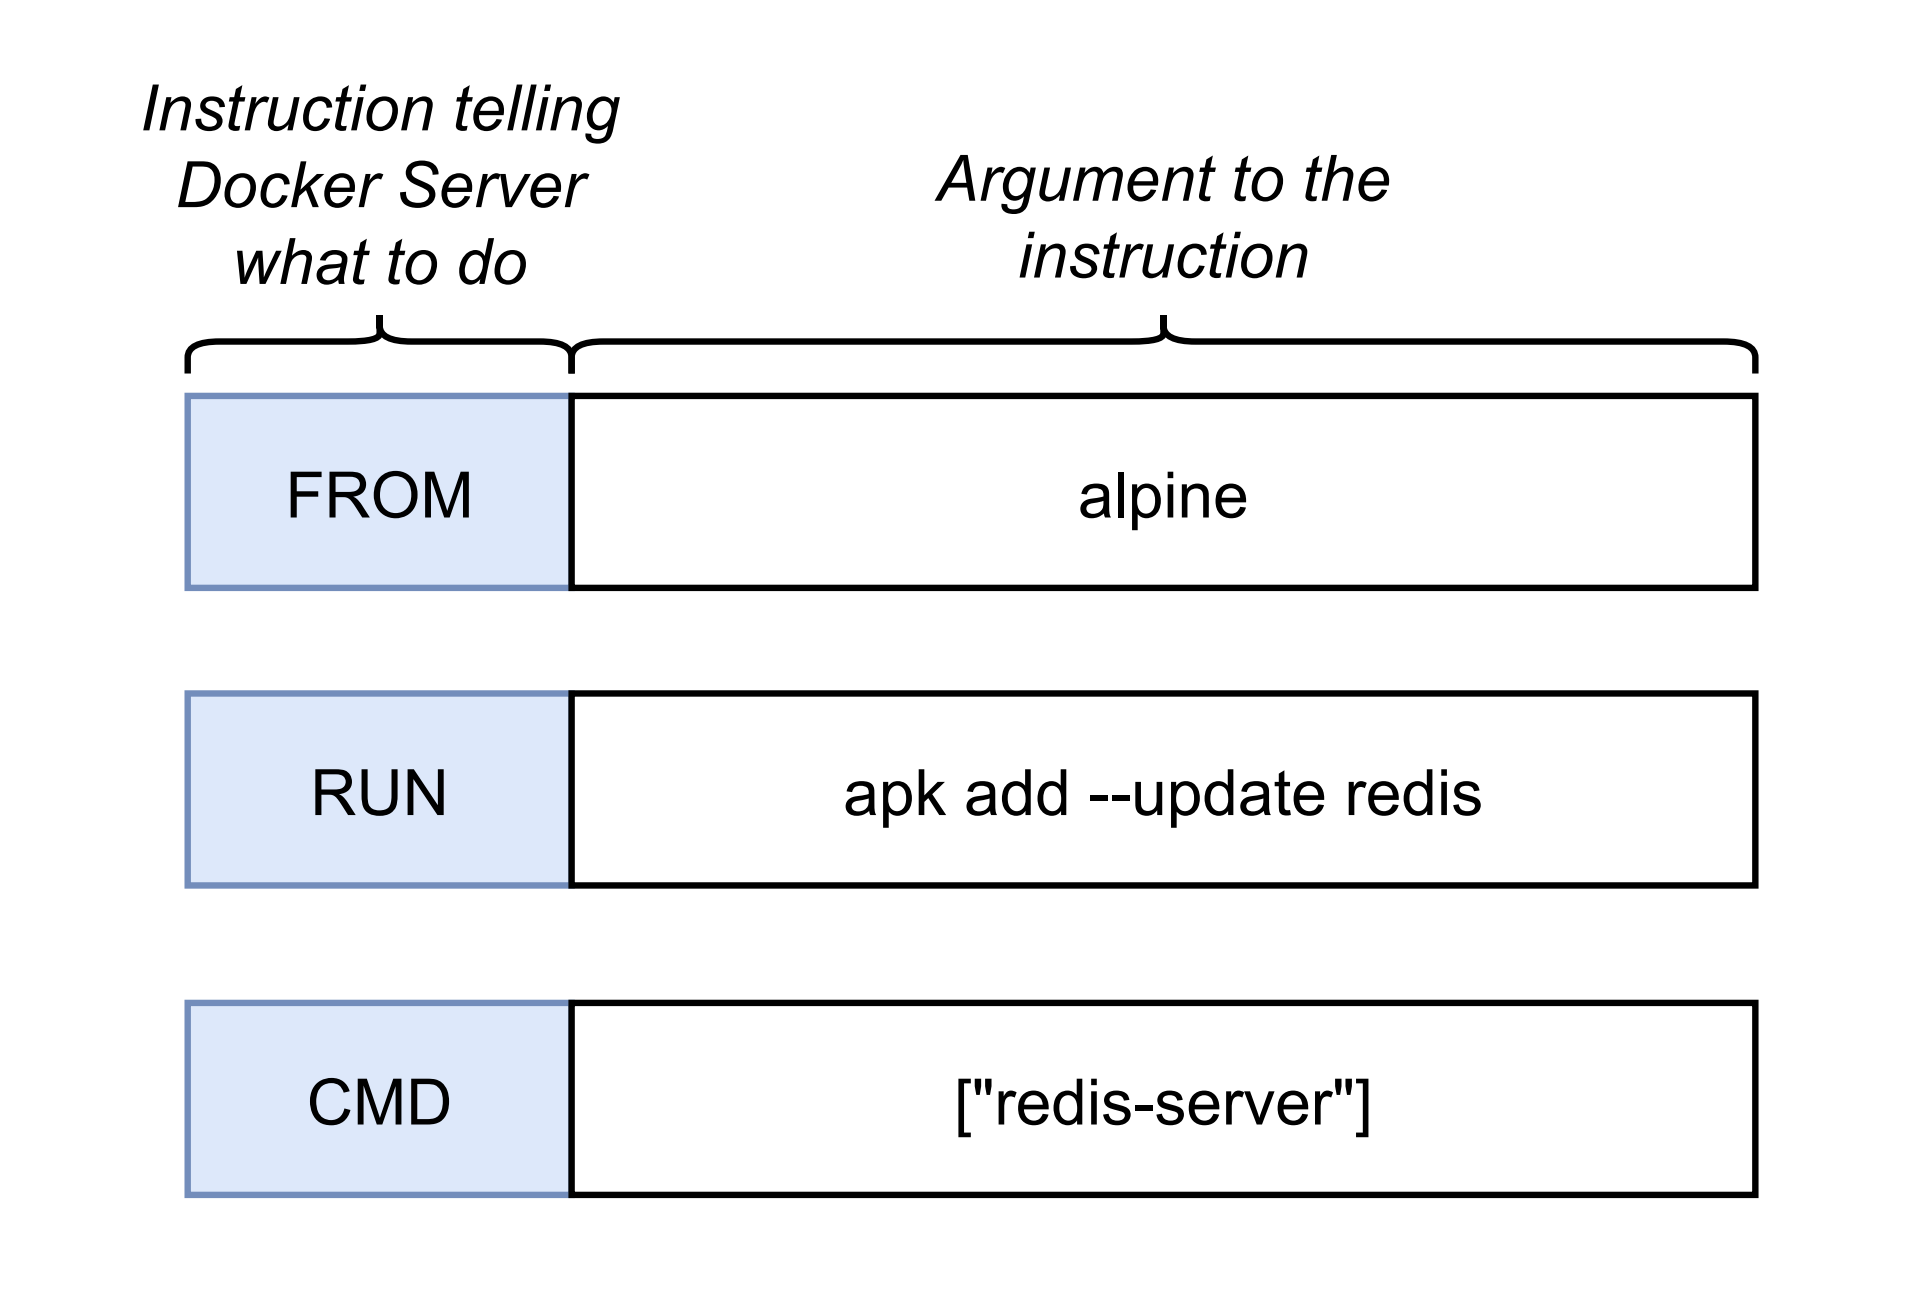 Instruction telling
Docker Server
what to do
Argument to the
instruction
FROM
alpine
RUN
apk add --update redis
CMD
["redis-server"]